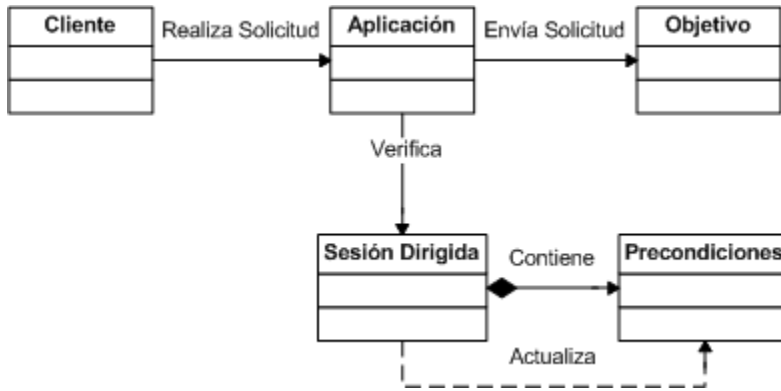 Cliente
Realiza Solicitud
Aplicación
Envía Solicitud
Objetivo
Verifica
Sesión Dirigida
Contiene
Precondiciones
Actualiza